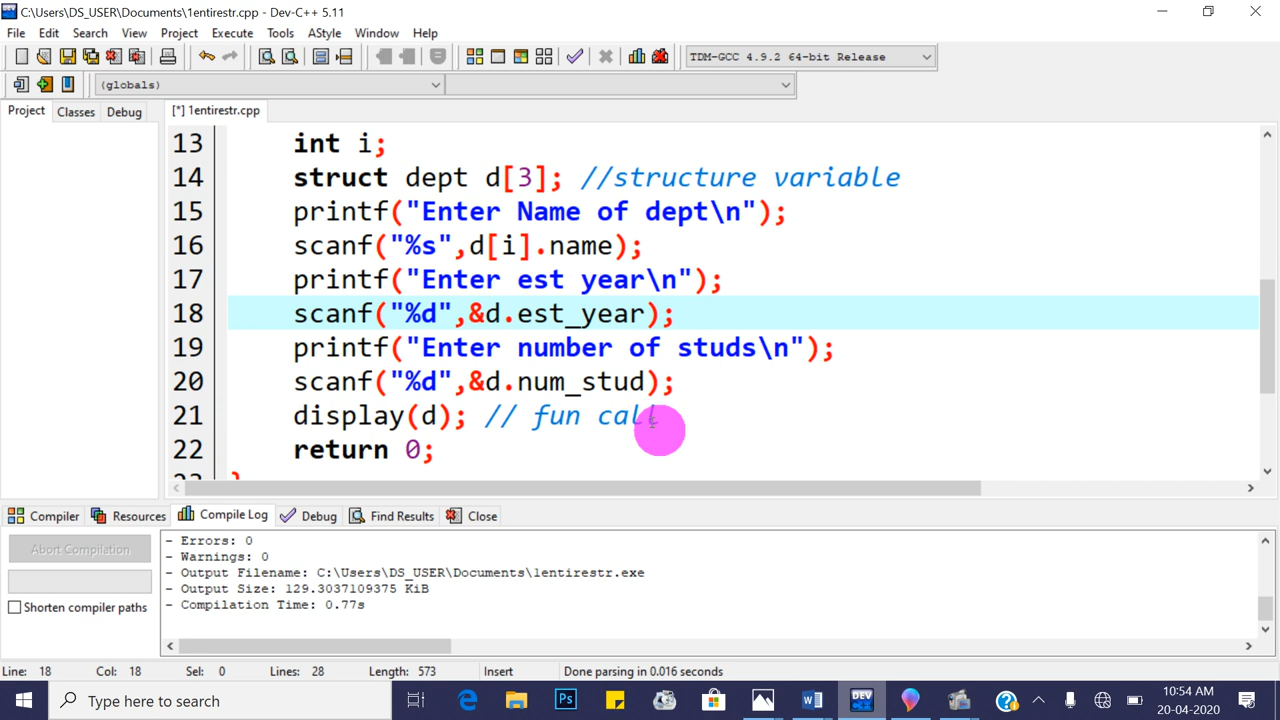 C:\Users\DS_USER\Documents\1entirestr.cpp - Dev-C++ 5.11
File Edit Search View Project Execute Tools AStyle Window Help
TDM-GCC 4.9.2 64-bit Release
(globals)
Project Classes Debug [*] 1entirestr.cpp
13 int i;
14 struct dept d[3]; //structure variable
15 printf("Enter Name of dept\n");
16 scanf("%s",d[i].name);
17 printf("Enter est year\n");
18 scanf("%d",&d.est_year);
19 printf("Enter number of studs\n");
20 scanf("%d",&d.num_stud);
21 display(d); // fun call
22 return 0;
23 }
Compiler Resources Compile Log Debug Find Results Close
Abort Compilation
Shorten compiler paths
- Errors: 0
- Warnings: 0
- Output Filename: C:\Users\DS_USER\Documents\1entirestr.exe
- Output Size: 129.3037109375 KiB
- Compilation Time: 0.77s
Line: 18 Col: 18 Sel: 0 Lines: 28 Length: 573 Insert Done parsing in 0.016 seconds
Type here to search
Ps
DEV C++
10:54 AM
20-04-2020